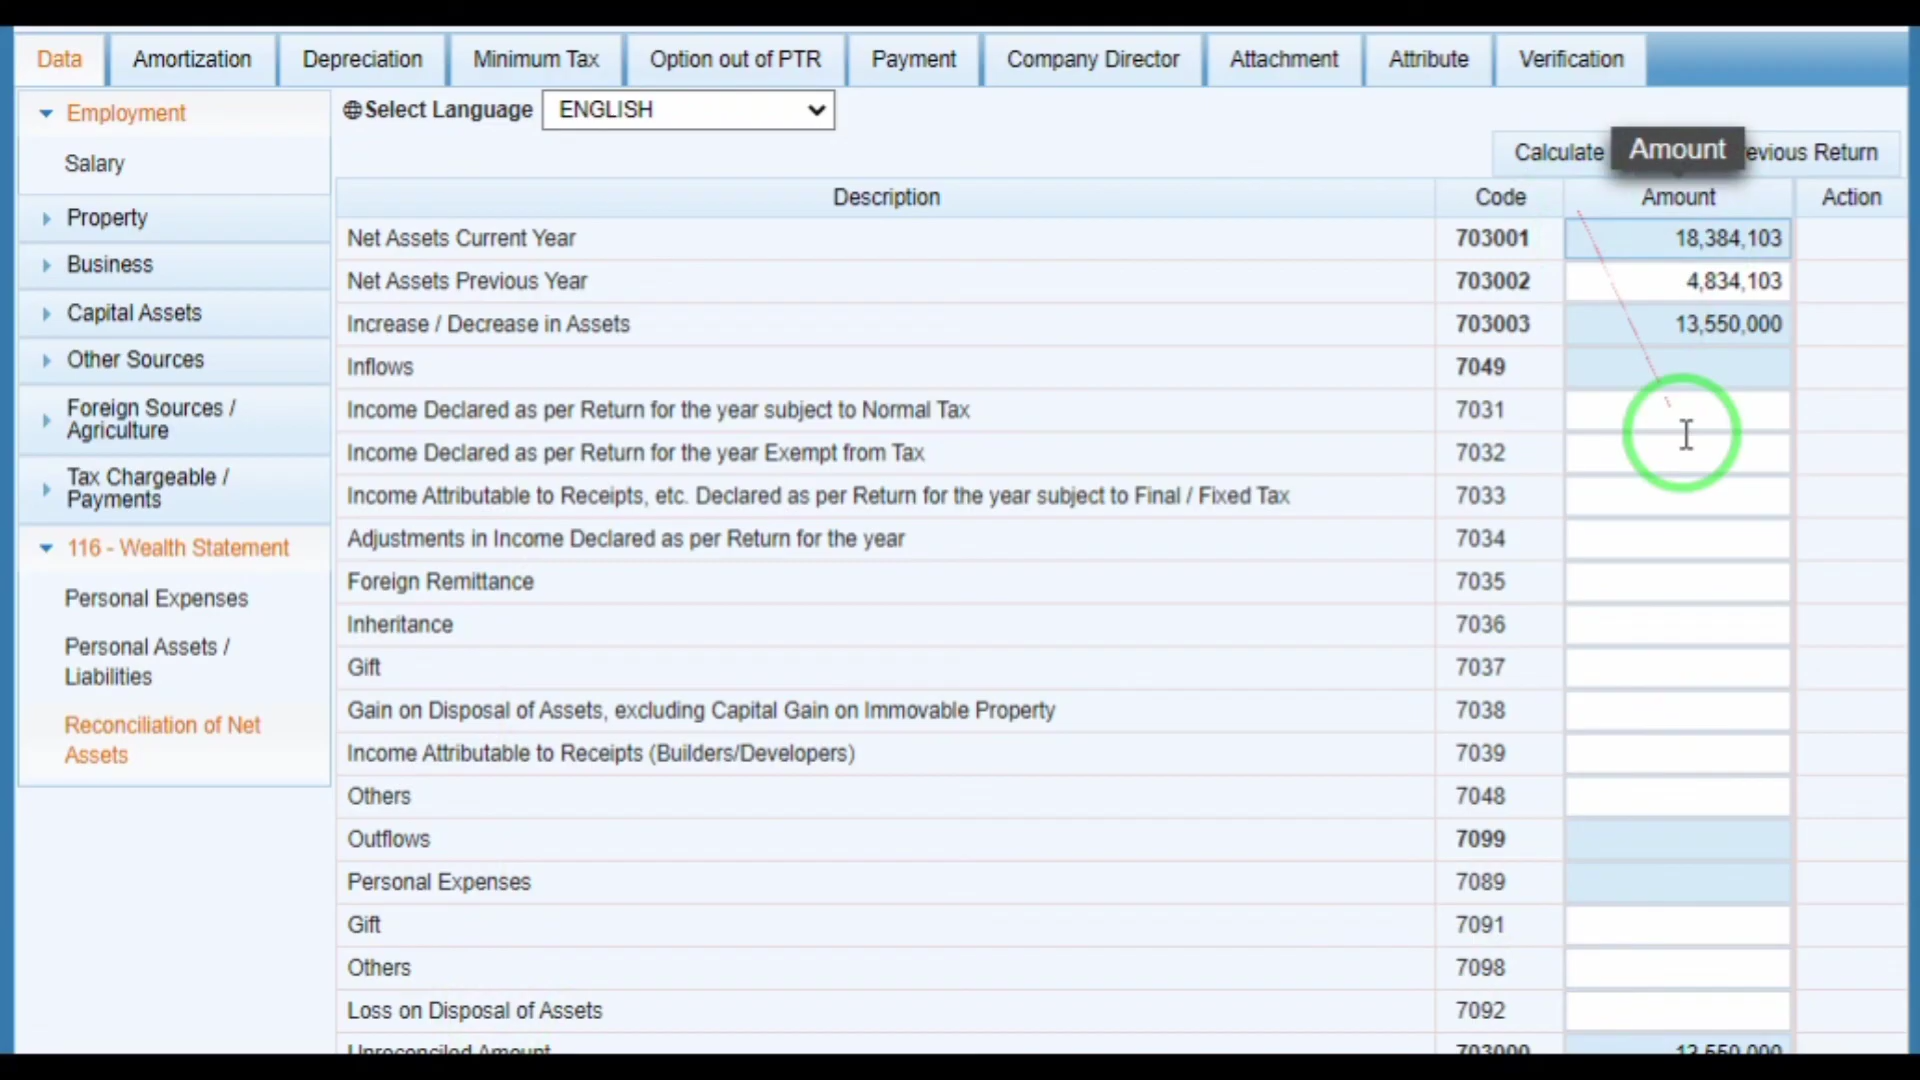 Data Amortization Depreciation Minimum Tax Option out of PTR Payment Company Director Attachment Attribute Verification
Employment
Salary
Property
Business
Capital Assets
Other Sources
Foreign Sources /
Agriculture
Tax Chargeable /
Payments
116 - Wealth Statement
Personal Expenses
Personal Assets /
Liabilities
Reconciliation of Net
Assets
Select Language ENGLISH
Calculate Amount evious Return
Description Code Amount Action
Net Assets Current Year 703001 18,384,103
Net Assets Previous Year 703002 4,834,103
Increase / Decrease in Assets 703003 13,550,000
Inflows 7049
Income Declared as per Return for the year subject to Normal Tax 7031
Income Declared as per Return for the year Exempt from Tax 7032
Income Attributable to Receipts, etc. Declared as per Return for the year subject to Final / Fixed Tax 7033
Adjustments in Income Declared as per Return for the year 7034
Foreign Remittance 7035
Inheritance 7036
Gift 7037
Gain on Disposal of Assets, excluding Capital Gain on Immovable Property 7038
Income Attributable to Receipts (Builders/Developers) 7039
Others 7048
Outflows 7099
Personal Expenses 7089
Gift 7091
Others 7098
Loss on Disposal of Assets 7092
Unreconciled Amount 703000 13,550,000